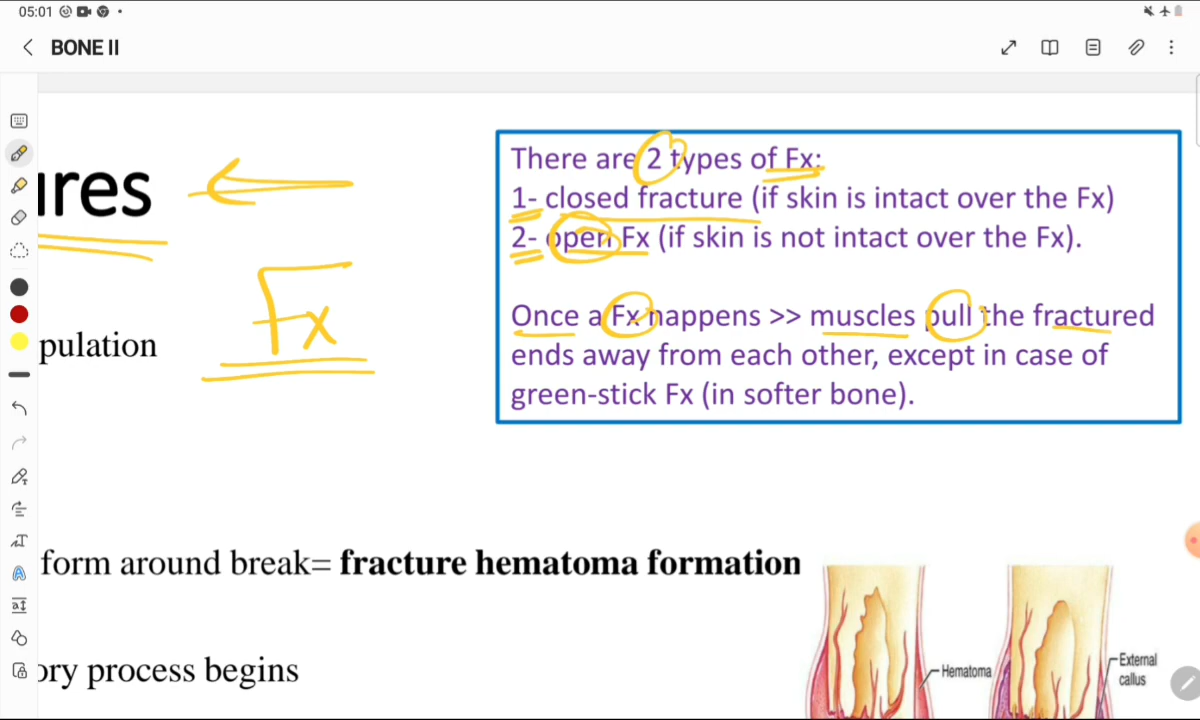 05:01
BONE II
ures
There are 2 types of Fx:
1- closed fracture (if skin is intact over the Fx)
2- open Fx (if skin is not intact over the Fx).
Fx
pulation
Once a Fx happens >> muscles pull the fractured
ends away from each other, except in case of
green-stick Fx (in softer bone).
form around break= fracture hematoma formation
ory process begins
Hematoma
External
callus